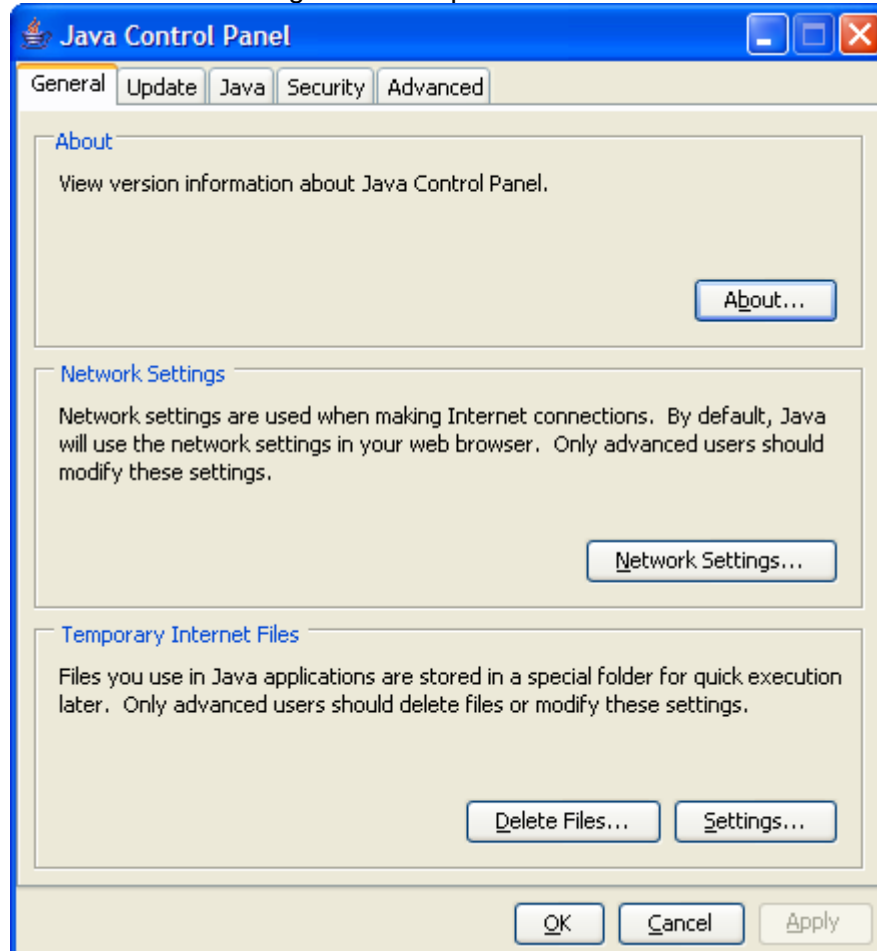 Java Control Panel
General Update Java Security Advanced
About
View version information about Java Control Panel.
About...
Network Settings
Network settings are used when making Internet connections.  By default, Java
will use the network settings in your web browser.  Only advanced users should
modify these settings.
Network Settings...
Temporary Internet Files
Files you use in Java applications are stored in a special folder for quick execution
later.  Only advanced users should delete files or modify these settings.
Delete Files... Settings...
OK Cancel Apply